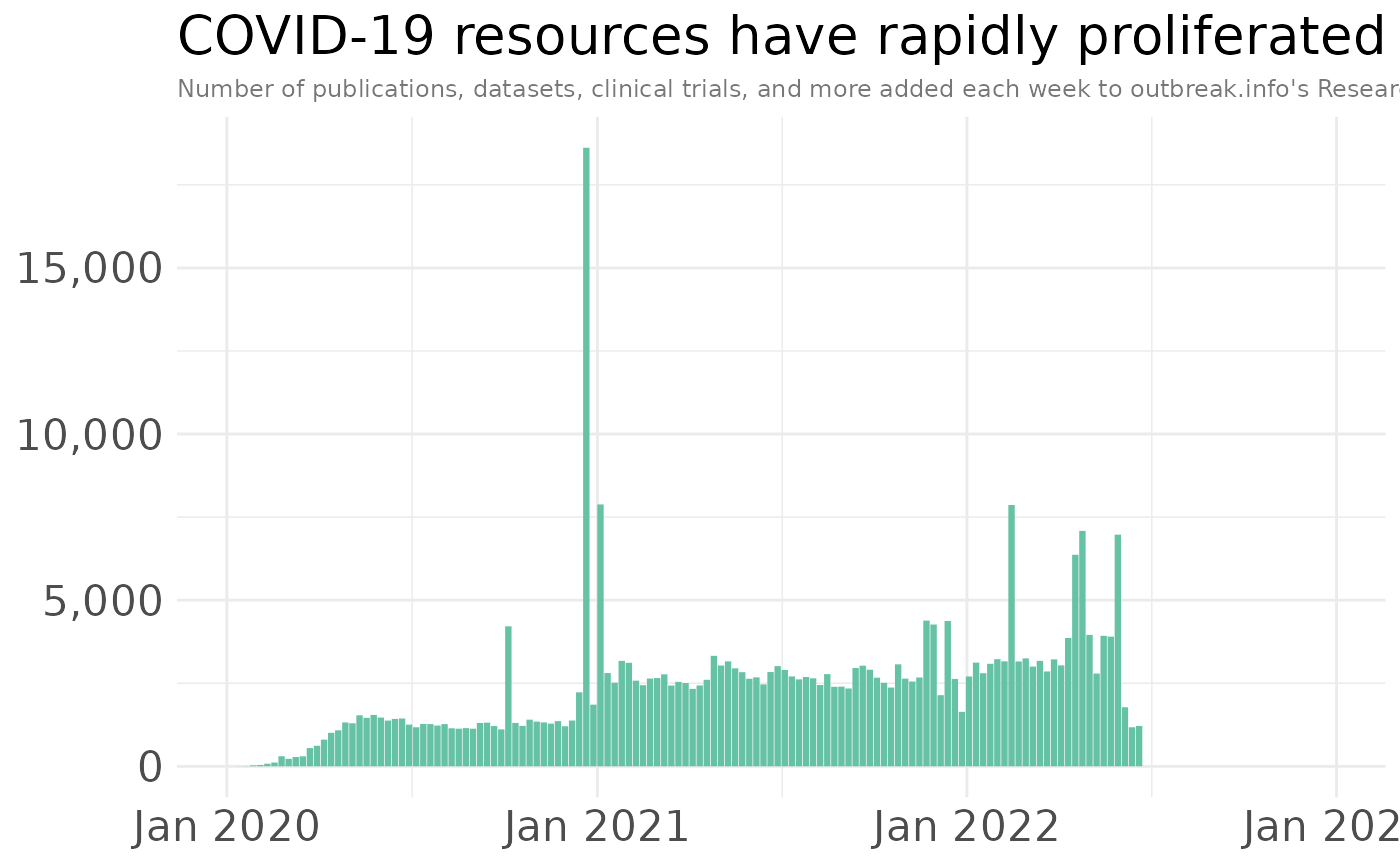 COVID-19 resources have rapidly proliferated
Number of publications, datasets, clinical trials, and more added each week to outbreak.info's Resear
15,000
10,000
5,000
0
Jan 2020 Jan 2021 Jan 2022 Jan 202